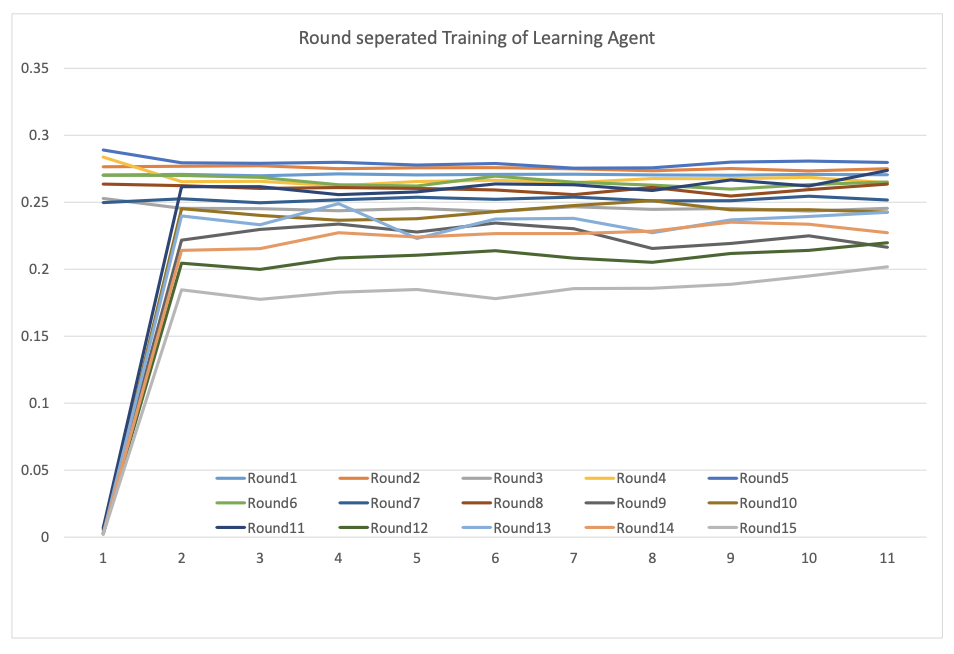 Round seperated Training of Learning Agent
0.35
0.3
0.25
0.2
0.15
0.1
0.05
0
Round1 Round2 Round3 Round4 Round5
Round6 Round7 Round8 Round9 Round10
Round11 Round12 Round13 Round14 Round15
1 2 3 4 5 6 7 8 9 10 11